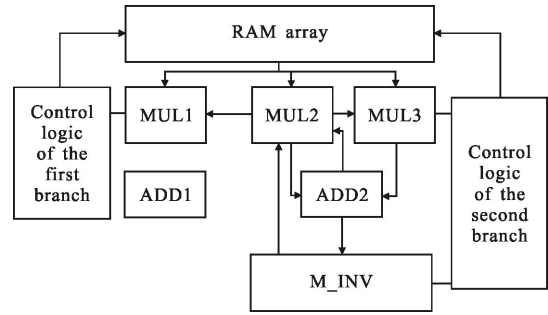 RAM array
Control
logic
of the
first
branch
MUL1
MUL2
MUL3
Control
logic
of the
second
branch
ADD1
ADD2
M_INV